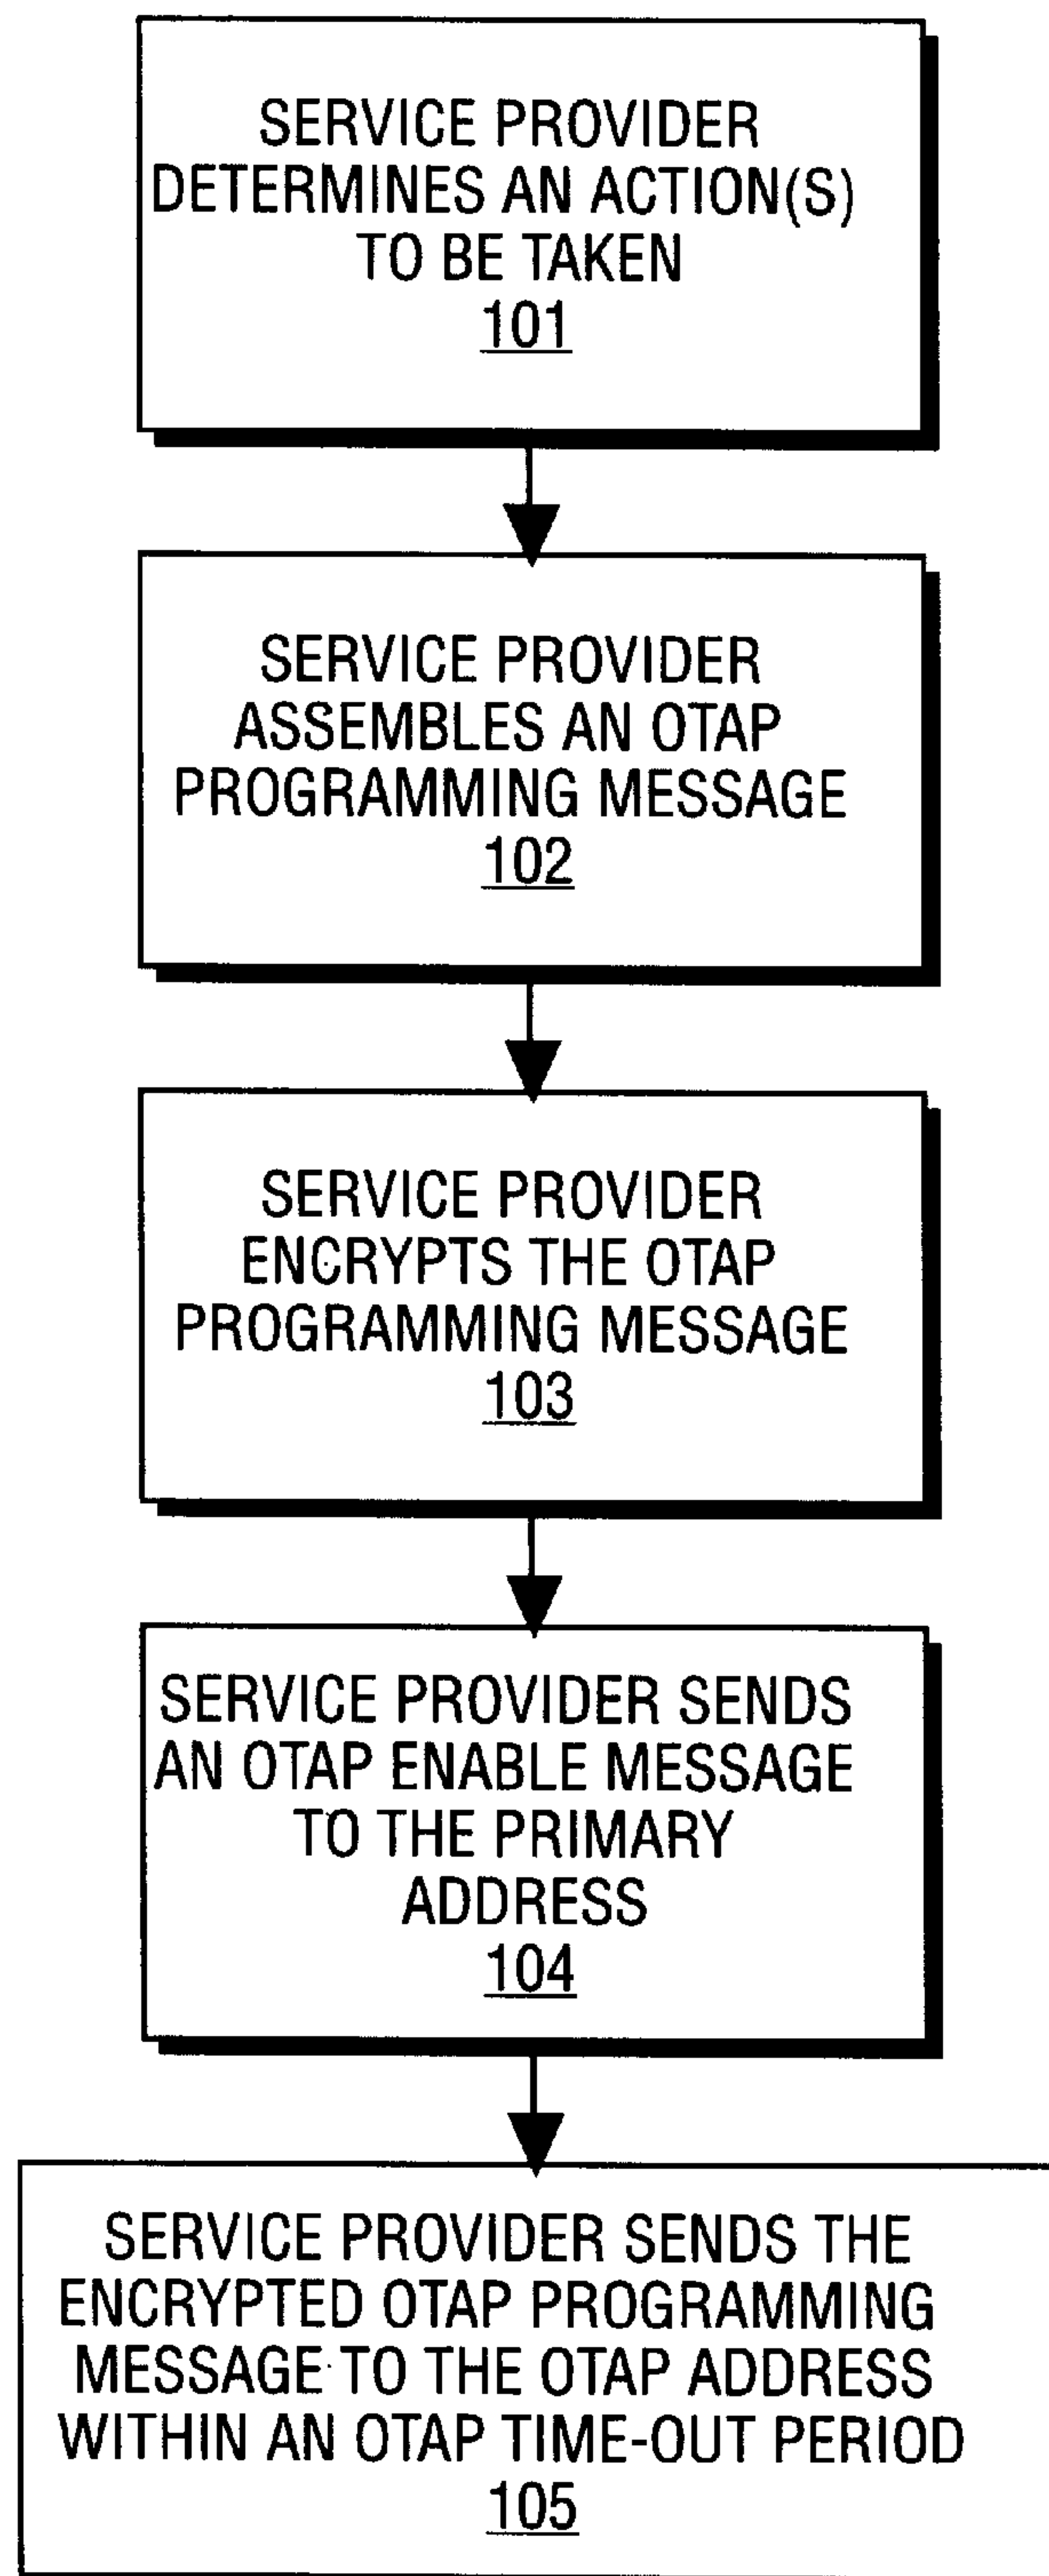 SERVICE PROVIDER
DETERMINES AN ACTION(S)
TO BE TAKEN
101
SERVICE PROVIDER
ASSEMBLES AN OTAP
PROGRAMMING MESSAGE
102
SERVICE PROVIDER
ENCRYPTS THE OTAP
PROGRAMMING MESSAGE
103
SERVICE PROVIDER SENDS
AN OTAP ENABLE MESSAGE
TO THE PRIMARY
ADDRESS
104
SERVICE PROVIDER SENDS THE
ENCRYPTED OTAP PROGRAMMING
MESSAGE TO THE OTAP ADDRESS
WITHIN AN OTAP TIME-OUT PERIOD
105